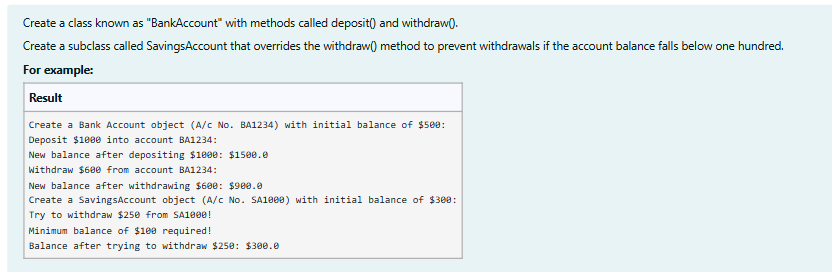 Create a class known as "BankAccount" with methods called deposit() and withdraw().
Create a subclass called SavingsAccount that overrides the withdraw() method to prevent withdrawals if the account balance falls below one hundred.
For example:
Result
Create a Bank Account object (A/c No. BA1234) with initial balance of $500:
Deposit $1000 into account BA1234:
New balance after depositing $1000: $1500.0
Withdraw $600 from account BA1234:
New balance after withdrawing $600: $900.0
Create a SavingsAccount object (A/c No. SA1000) with initial balance of $300:
Try to withdraw $250 from SA1000!
Minimum balance of $100 required!
Balance after trying to withdraw $250: $300.0